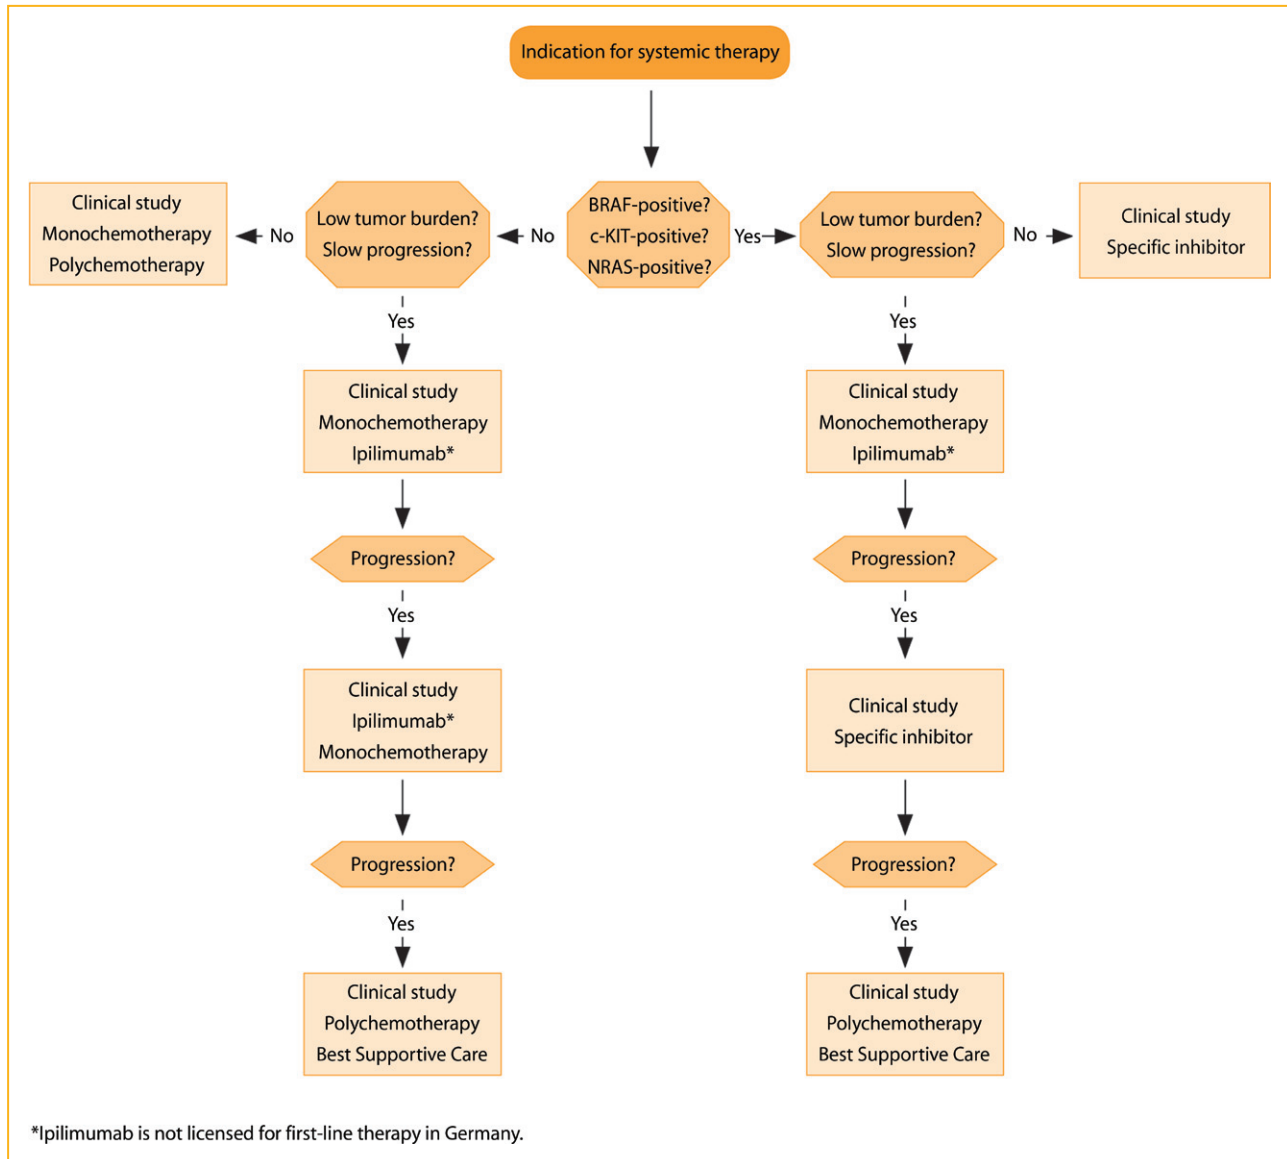 Indication for systemic therapy
Clinical study
Monochemotherapy
Polychemotherapy
No
Low tumor burden?
Slow progression?
No
BRAF-positive?
c-KIT-positive?
NRAS-positive?
Yes
Low tumor burden?
Slow progression?
No
Clinical study
Specific inhibitor
Yes
Yes
Clinical study
Monochemotherapy
Ipilimumab*
Clinical study
Monochemotherapy
Ipilimumab*
Progression?
Progression?
Yes
Yes
Clinical study
Ipilimumab*
Monochemotherapy
Clinical study
Specific inhibitor
Progression?
Progression?
Yes
Yes
Clinical study
Polychemotherapy
Best Supportive Care
Clinical study
Polychemotherapy
Best Supportive Care
*Ipilimumab is not licensed for first-line therapy in Germany.